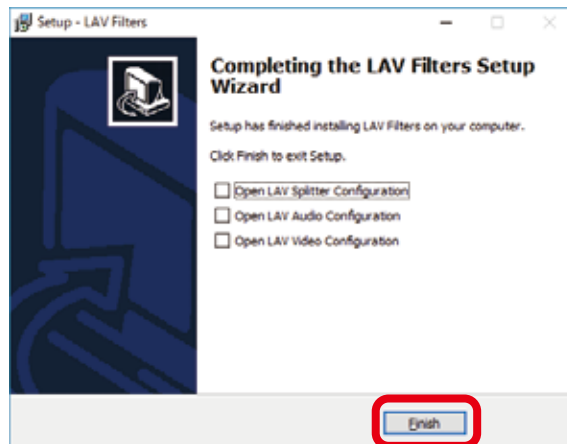 Setup - LAV Filters
Completing the LAV Filters Setup
Wizard
Setup has finished installing LAV Filters on your computer.
Click Finish to exit Setup.
Open LAV Splitter Configuration
Open LAV Audio Configuration
Open LAV Video Configuration
Finish